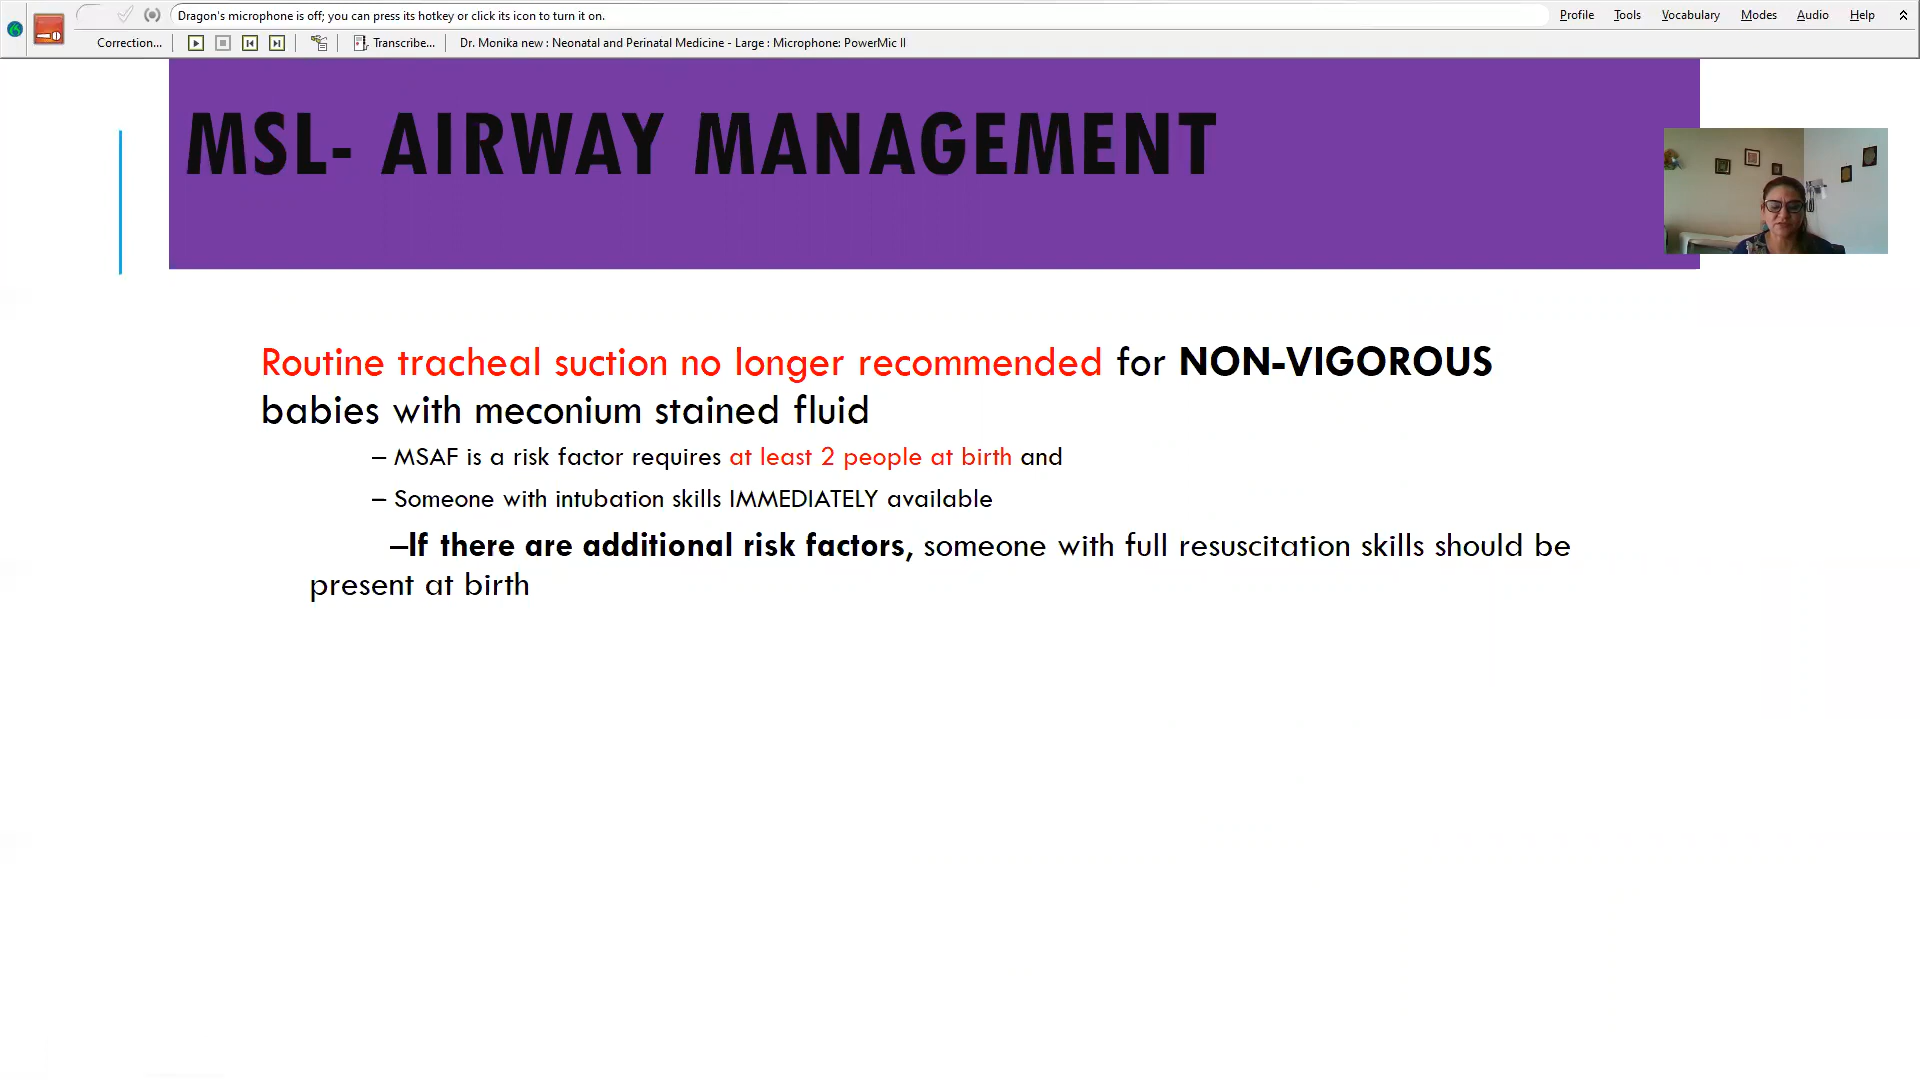 Dragon's microphone is off; you can press its hotkey or click its icon to turn it on.
Profile Tools Vocabulary Modes Audio Help
Correction... Transcribe... Dr. Monika new : Neonatal and Perinatal Medicine - Large : Microphone: PowerMic II
MSL- AIRWAY MANAGEMENT
Routine tracheal suction no longer recommended for NON-VIGOROUS
babies with meconium stained fluid
– MSAF is a risk factor requires at least 2 people at birth and
– Someone with intubation skills IMMEDIATELY available
–If there are additional risk factors, someone with full resuscitation skills should be
present at birth